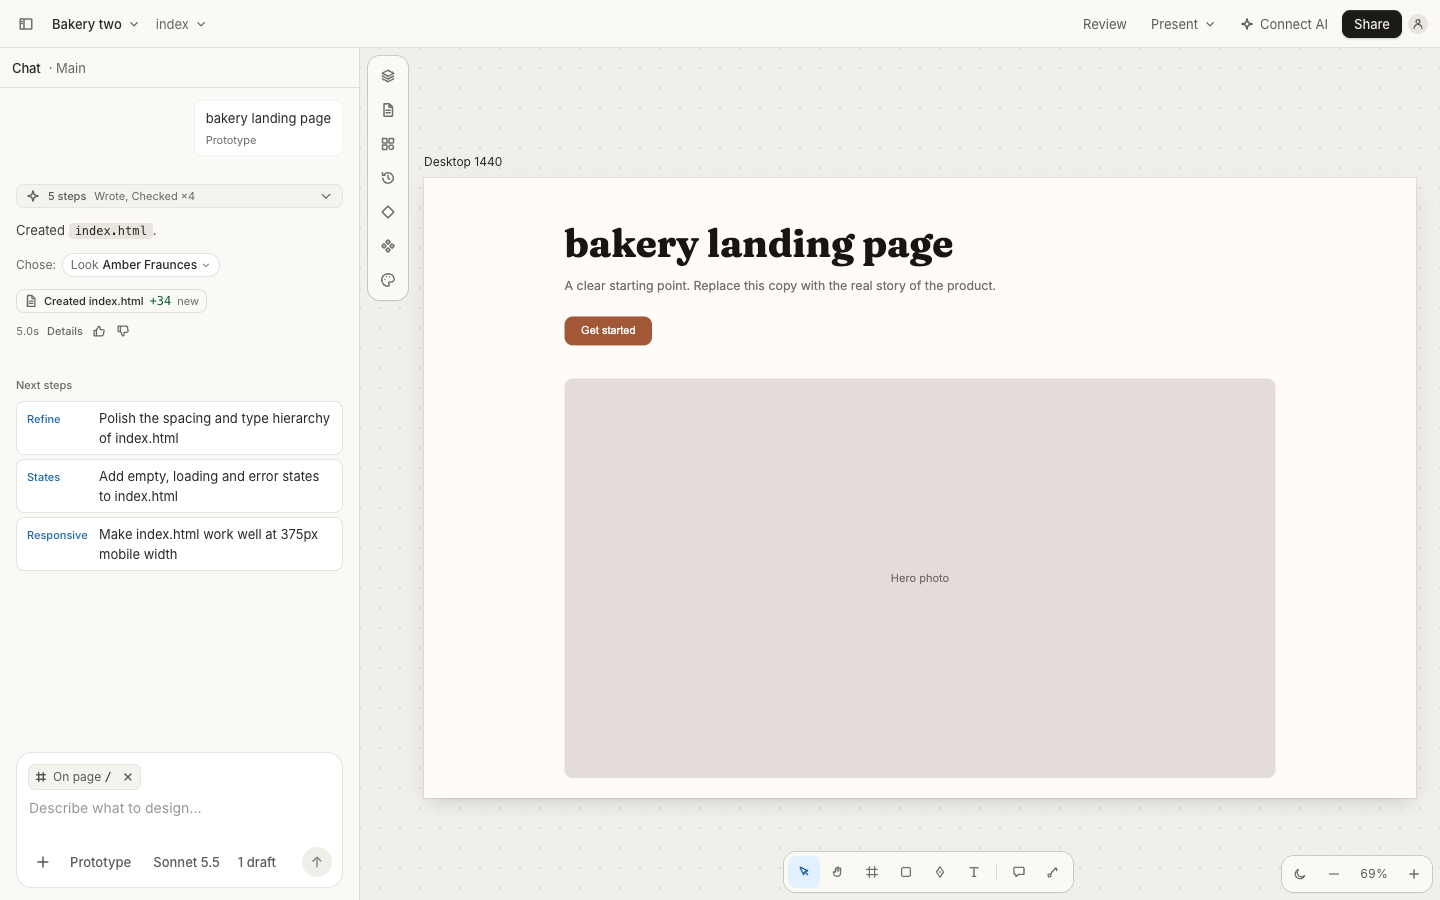 Bakery two
index
Review
Present
Connect AI
Share
Chat · Main
bakery landing page
Prototype
5 steps Wrote, Checked ×4
Created index.html.
Chose: Look Amber Fraunces
Created index.html +34 new
5.0s Details
Next steps
Refine
Polish the spacing and type hierarchy
of index.html
States
Add empty, loading and error states
to index.html
Responsive
Make index.html work well at 375px
mobile width
On page /
Describe what to design...
Prototype
Sonnet 5.5
1 draft
Desktop 1440
bakery landing page
A clear starting point. Replace this copy with the real story of the product.
Get started
Hero photo
69%